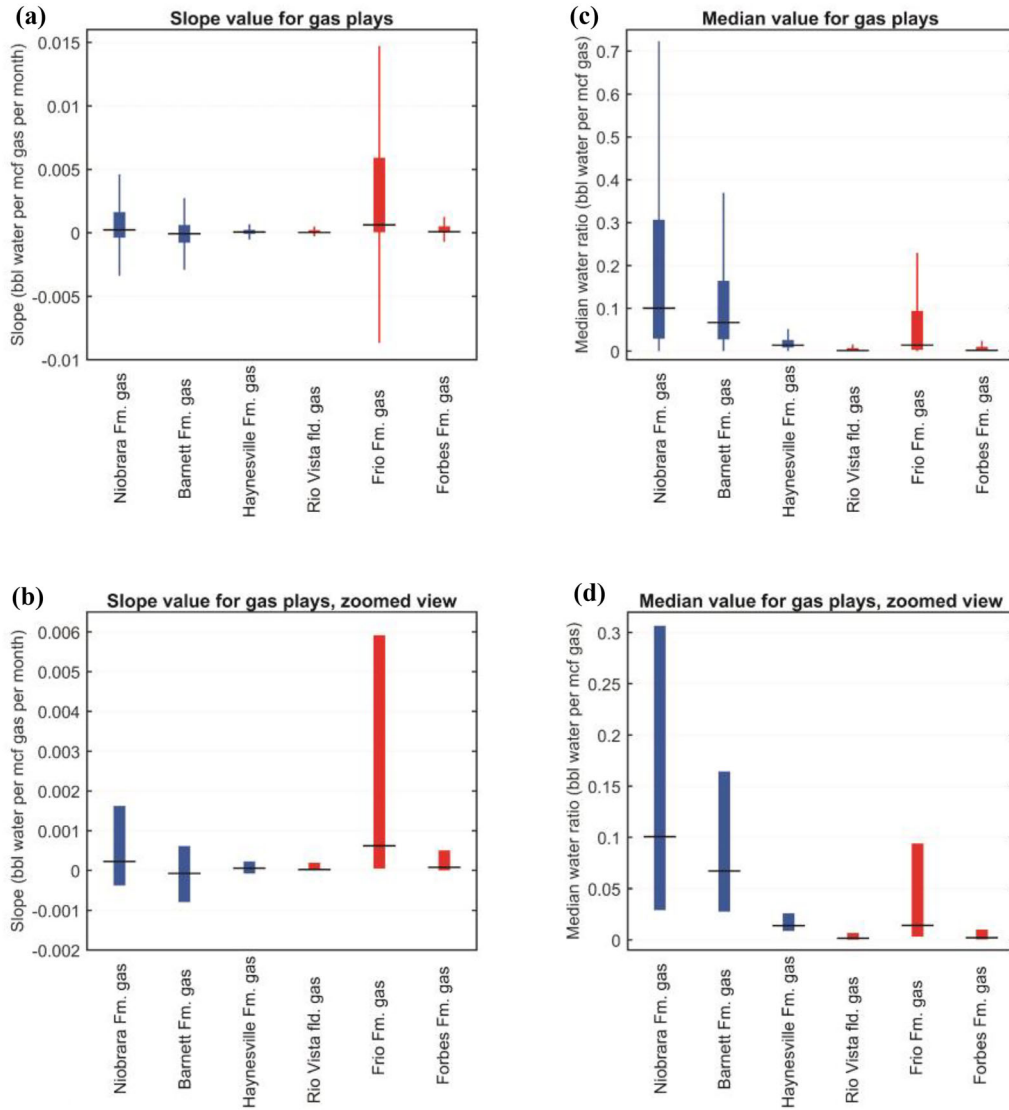 (a)
Slope value for gas plays
Slope (bbl water per mcf gas per month)
0.015
0.01
0.005
0
-0.005
-0.01
Niobrara Fm. gas
Barnett Fm. gas
Haynesville Fm. gas
Rio Vista fld. gas
Frio Fm. gas
Forbes Fm. gas
(c)
Median value for gas plays
Median water ratio (bbl water per mcf gas)
0.7
0.6
0.5
0.4
0.3
0.2
0.1
0
Niobrara Fm. gas
Barnett Fm. gas
Haynesville Fm. gas
Rio Vista fld. gas
Frio Fm. gas
Forbes Fm. gas
(b)
Slope value for gas plays, zoomed view
Slope (bbl water per mcf gas per month)
0.006
0.005
0.004
0.003
0.002
0.001
0
-0.001
-0.002
Niobrara Fm. gas
Barnett Fm. gas
Haynesville Fm. gas
Rio Vista fld. gas
Frio Fm. gas
Forbes Fm. gas
(d)
Median value for gas plays, zoomed view
Median water ratio (bbl water per mcf gas)
0.3
0.25
0.2
0.15
0.1
0.05
0
Niobrara Fm. gas
Barnett Fm. gas
Haynesville Fm. gas
Rio Vista fld. gas
Frio Fm. gas
Forbes Fm. gas